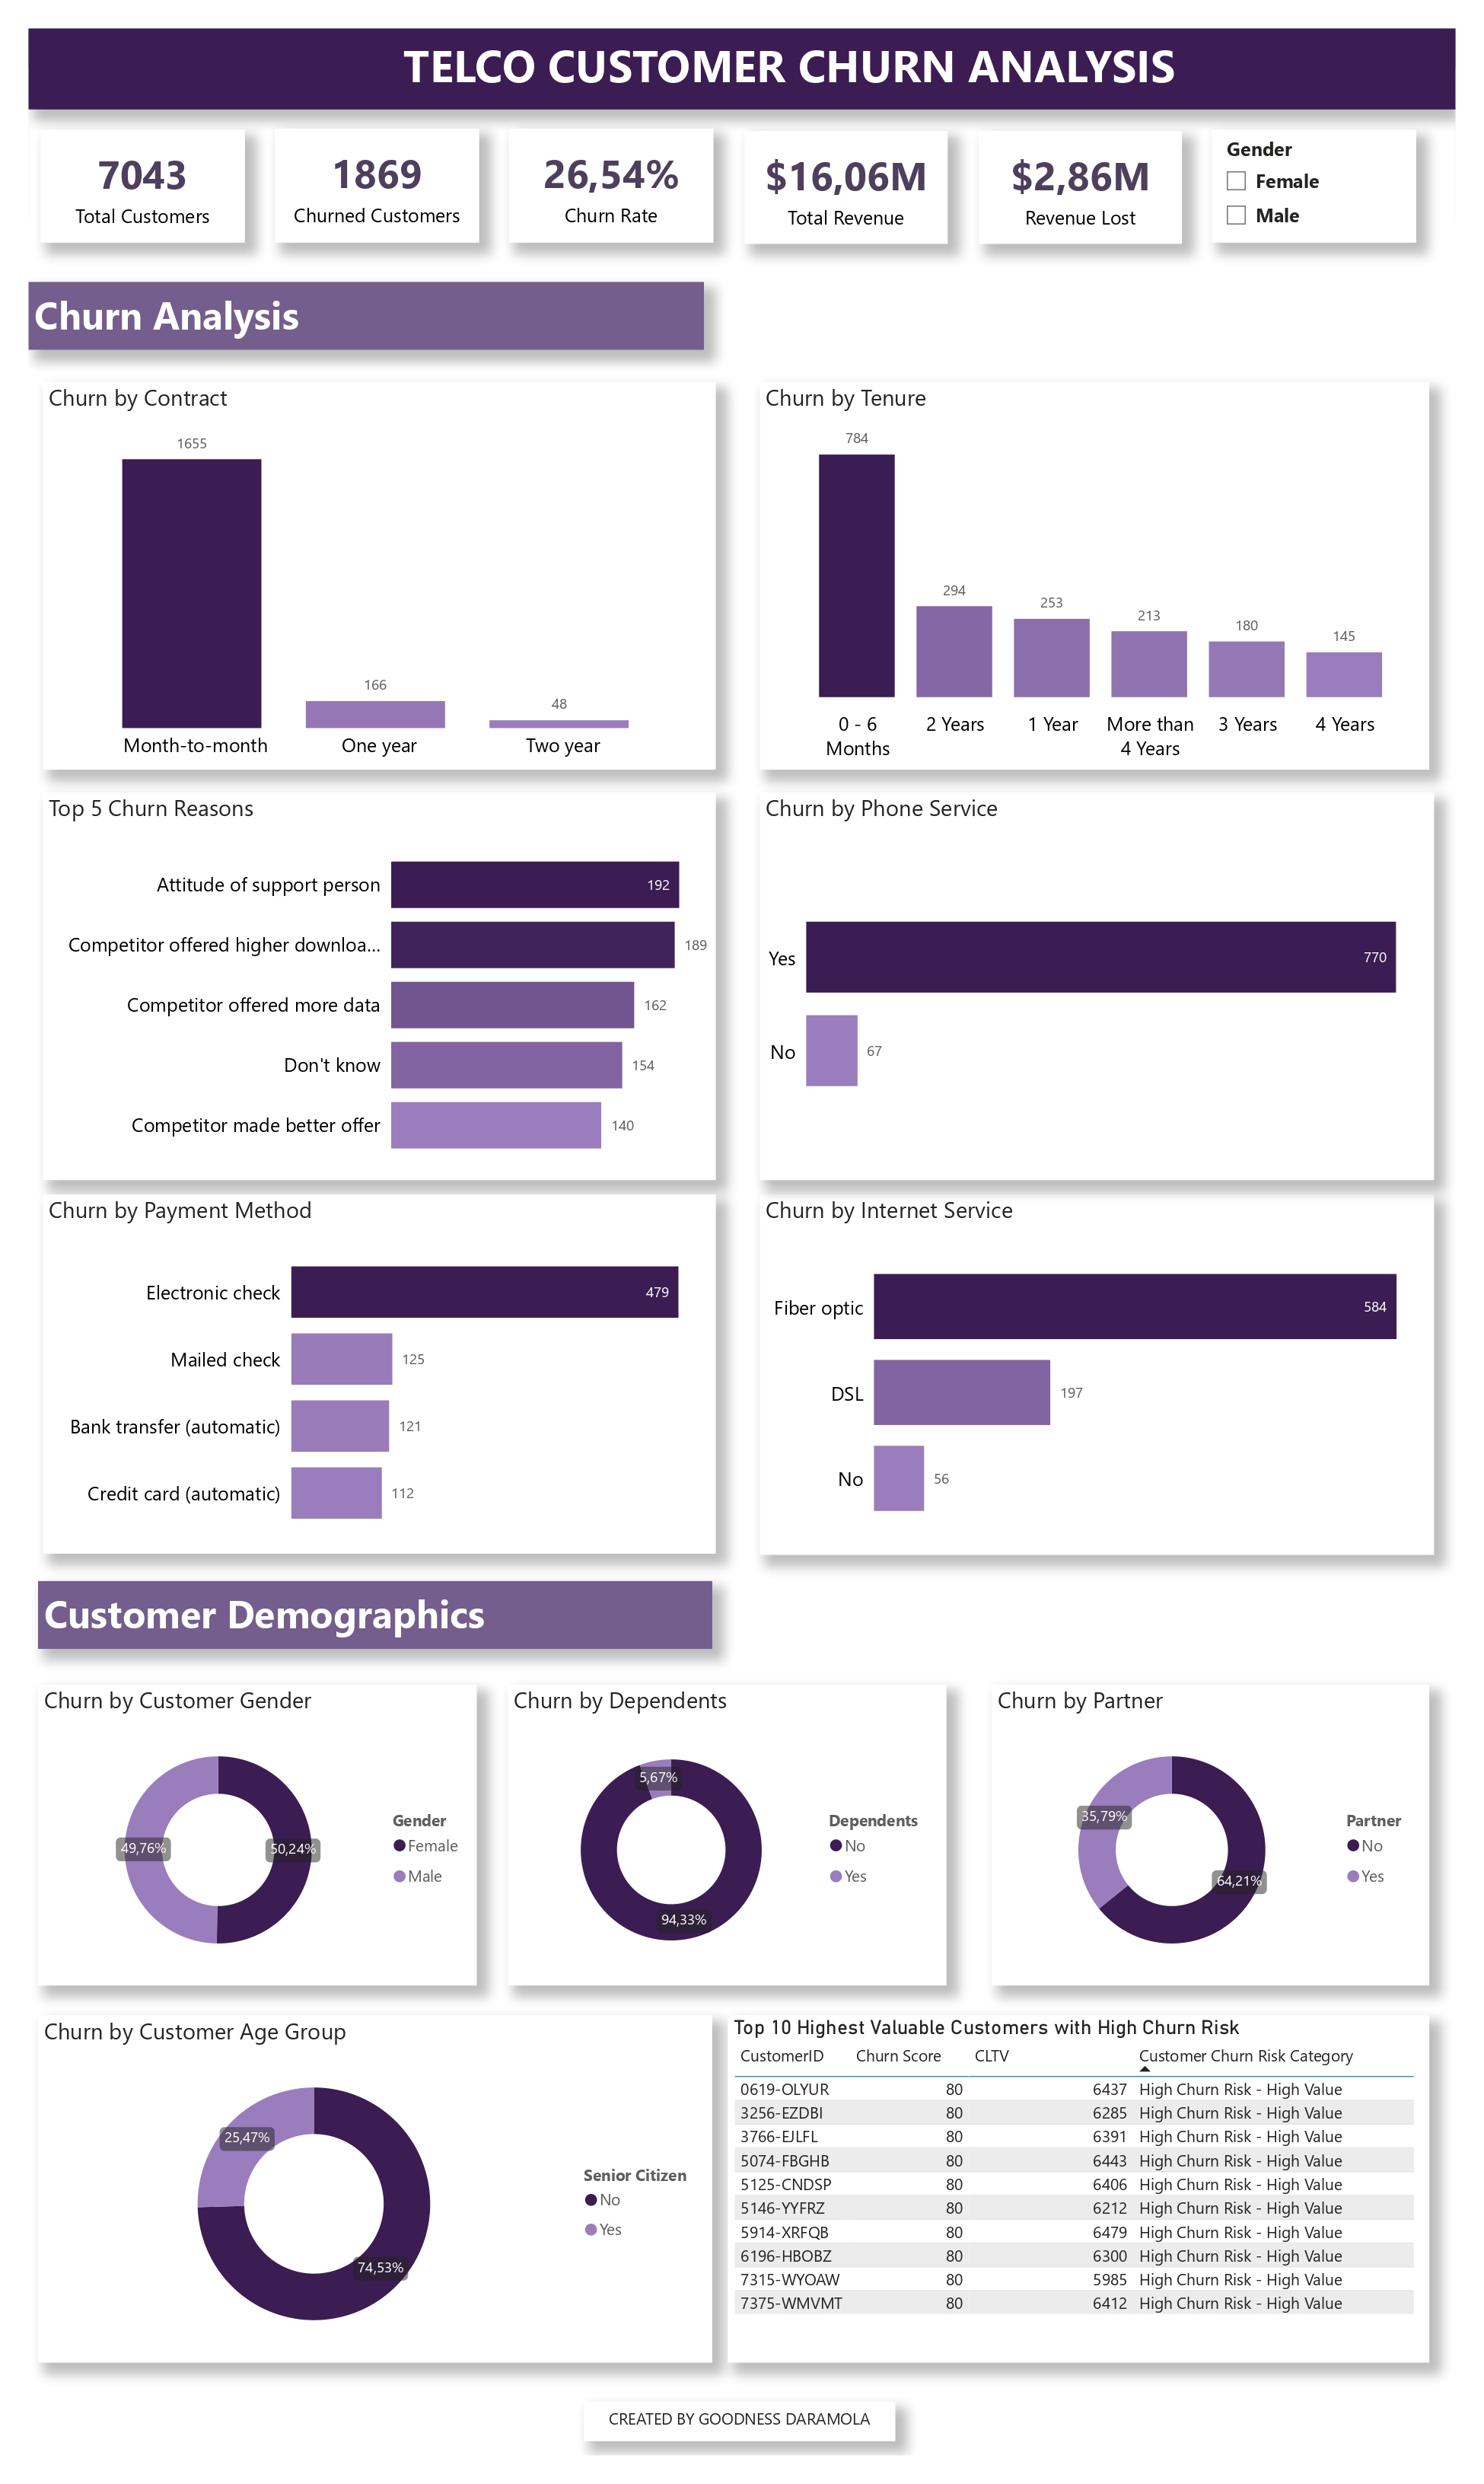 TELCO CUSTOMER CHURN ANALYSIS
7043
Total Customers
1869
Churned Customers
26,54%
Churn Rate
$16,06M
Total Revenue
$2,86M
Revenue Lost
Gender
Female
Male
Churn Analysis
Churn by Contract
1655
166
48
Month-to-month
One year
Two year
Churn by Tenure
784
294
253
213
180
145
0 - 6
Months
2 Years
1 Year
More than
4 Years
3 Years
4 Years
Top 5 Churn Reasons
Attitude of support person
192
Competitor offered higher downloa...
189
Competitor offered more data
162
Don't know
154
Competitor made better offer
140
Churn by Phone Service
Yes
770
No
67
Churn by Payment Method
Electronic check
479
Mailed check
125
Bank transfer (automatic)
121
Credit card (automatic)
112
Churn by Internet Service
Fiber optic
584
DSL
197
No
56
Customer Demographics
Churn by Customer Gender
49,76%
50,24%
Gender
Female
Male
Churn by Dependents
5,67%
94,33%
Dependents
No
Yes
Churn by Partner
35,79%
64,21%
Partner
No
Yes
Churn by Customer Age Group
25,47%
74,53%
Senior Citizen
No
Yes
Top 10 Highest Valuable Customers with High Churn Risk
CustomerID Churn Score CLTV Customer Churn Risk Category
0619-OLYUR 80 6437 High Churn Risk - High Value
3256-EZDBI 80 6285 High Churn Risk - High Value
3766-EJLFL 80 6391 High Churn Risk - High Value
5074-FBGHB 80 6443 High Churn Risk - High Value
5125-CNDSP 80 6406 High Churn Risk - High Value
5146-YYFRZ 80 6212 High Churn Risk - High Value
5914-XRFQB 80 6479 High Churn Risk - High Value
6196-HBOBZ 80 6300 High Churn Risk - High Value
7315-WYOAW 80 5985 High Churn Risk - High Value
7375-WMVMT 80 6412 High Churn Risk - High Value
CREATED BY GOODNESS DARAMOLA